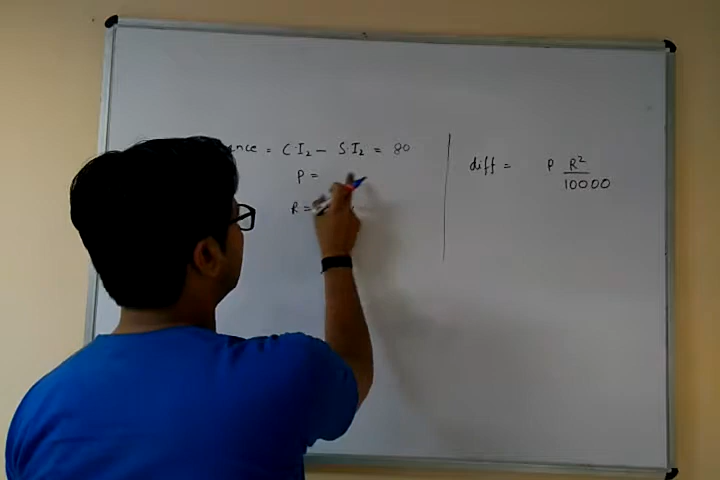 nce = C.I₂ - S.I₂ = 80
P =
R =
diff = P R²/10000